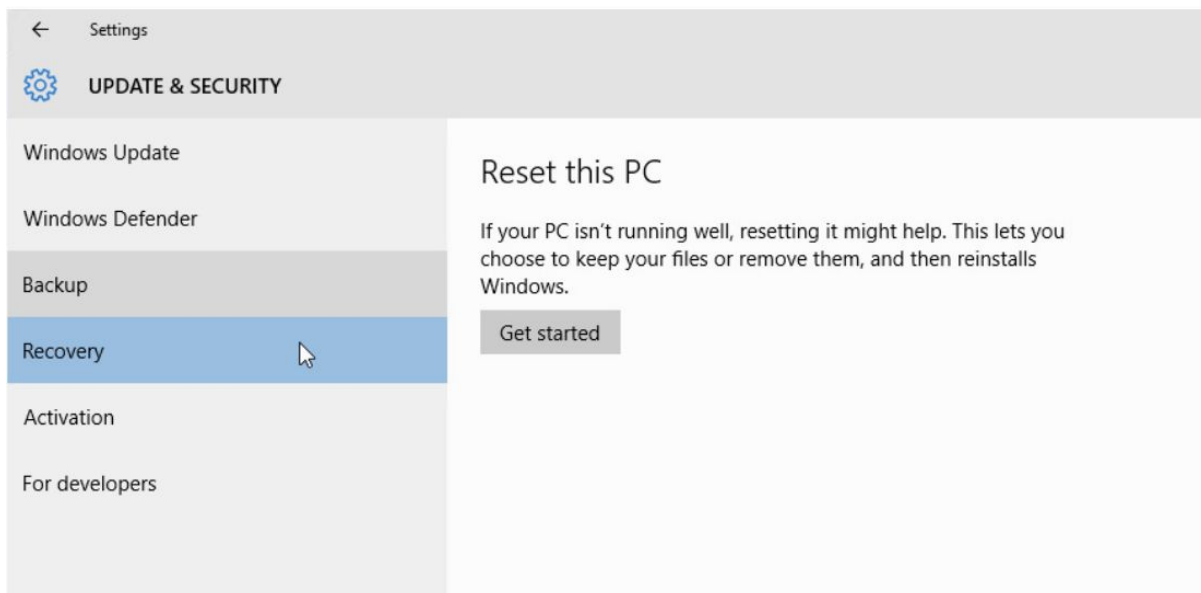 Settings
UPDATE & SECURITY
Windows Update
Windows Defender
Backup
Recovery
Activation
For developers
Reset this PC
If your PC isn’t running well, resetting it might help. This lets you
choose to keep your files or remove them, and then reinstalls
Windows.
Get started